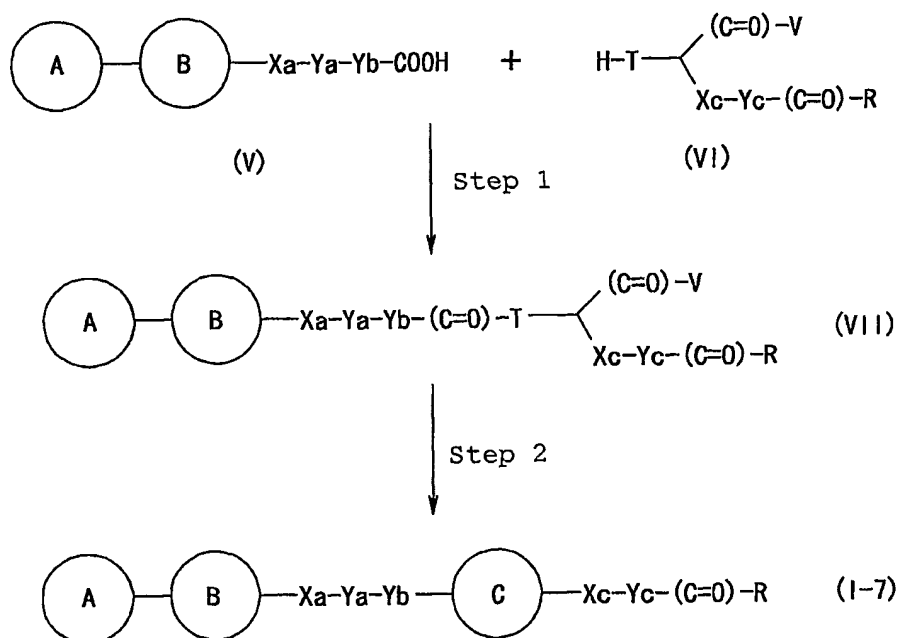 (C=O)-V
A B -Xa-Ya-Yb-COOH + H-T
Xc-Yc-(C=O)-R
(V) (VI)
Step 1
(C=O)-V
A B -Xa-Ya-Yb-(C=O)-T (VII)
Xc-Yc-(C=O)-R
Step 2
A B -Xa-Ya-Yb- C -Xc-Yc-(C=O)-R (I-7)